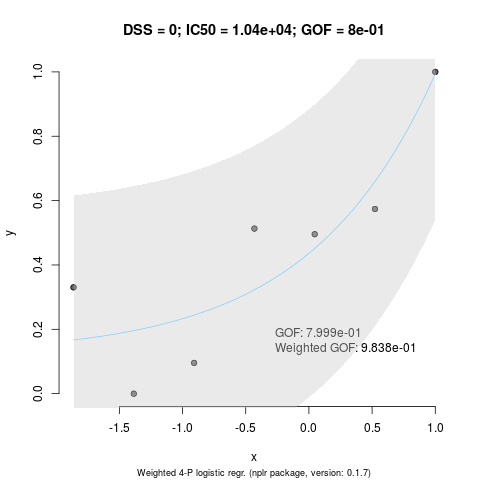 DSS = 0; IC50 = 1.04e+04; GOF = 8e-01
1.0
0.8
0.6
0.4
0.2
0.0
y
GOF: 7.999e-01
Weighted GOF: 9.838e-01
-1.5
-1.0
-0.5
0.0
0.5
1.0
x
Weighted 4-P logistic regr. (nplr package, version: 0.1.7)